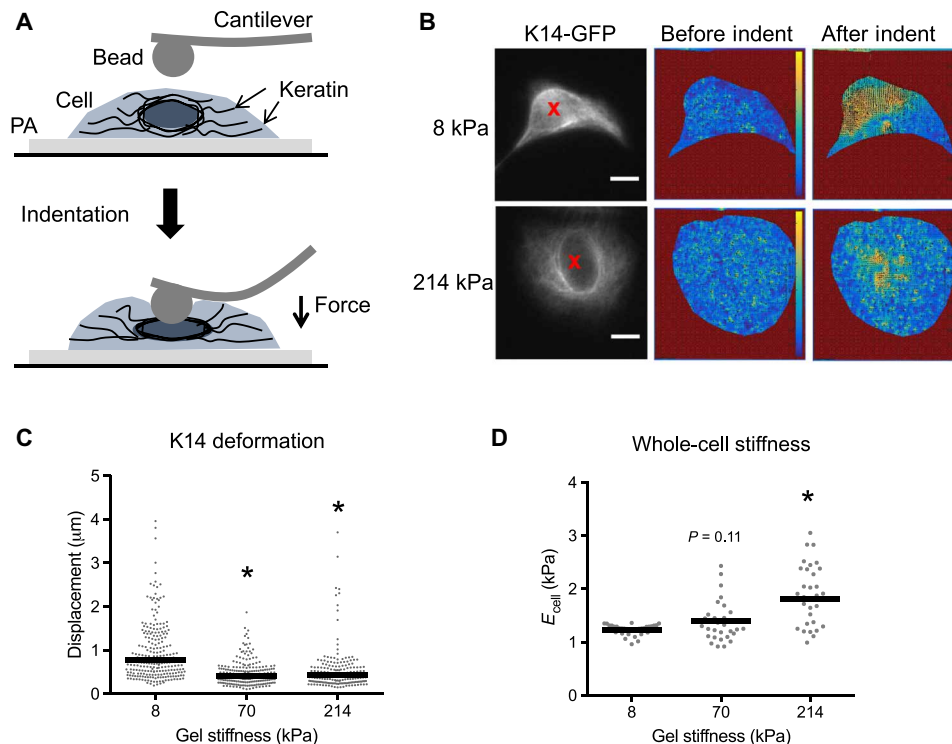 A
Cantilever
Bead
Cell
Keratin
PA
Indentation
Force
B
K14-GFP
Before indent
After indent
8 kPa
X
214 kPa
X
C
K14 deformation
Displacement (μm)
5
4
3
2
1
0
*
*
8
70
214
Gel stiffness (kPa)
D
Whole-cell stiffness
Ecell (kPa)
4
3
2
1
0
P = 0.11
*
8
70
214
Gel stiffness (kPa)